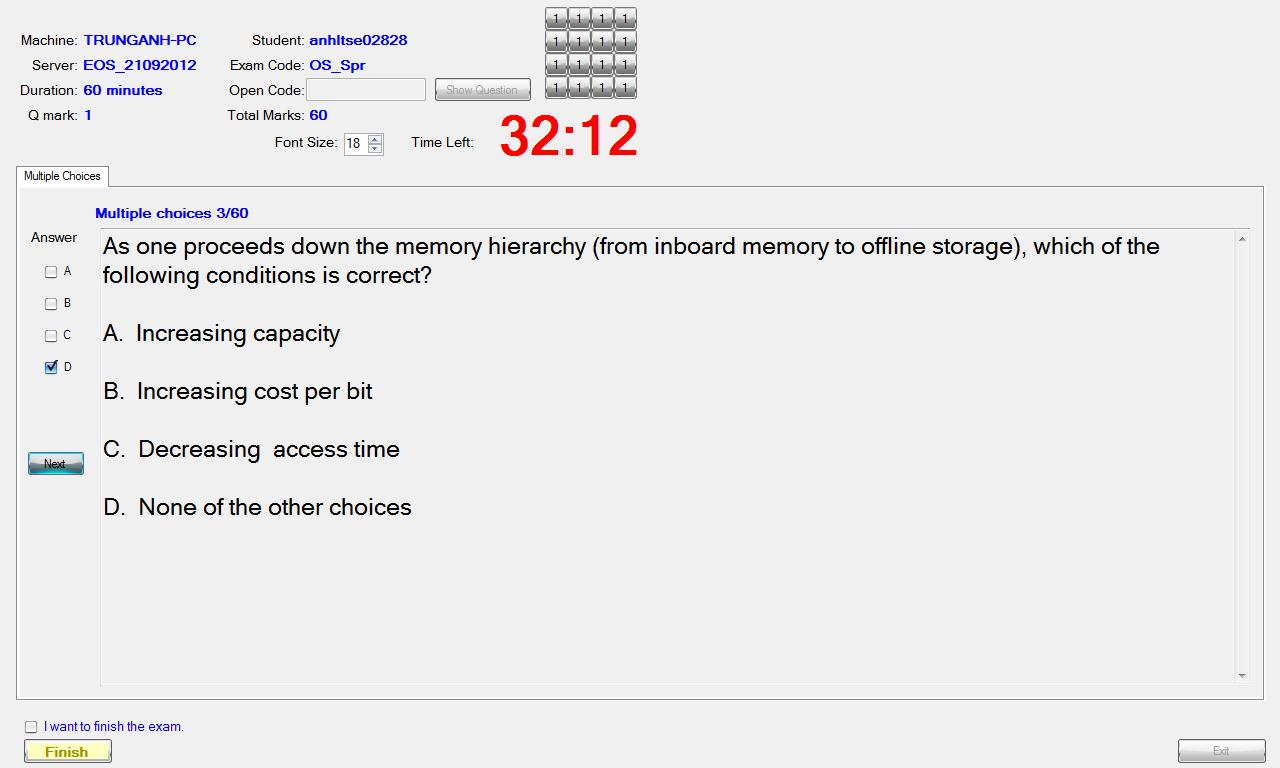 Machine: TRUNGANH-PC Student: anhltse02828
Server: EOS_21092012 Exam Code: OS_Spr
Duration: 60 minutes Open Code: Show Question
Q mark: 1 Total Marks: 60
Font Size: 18 Time Left: 32:12
1 1 1 1
1 1 1 1
1 1 1 1
1 1 1 1
Multiple Choices
Multiple choices 3/60
Answer
A
B
C
D
Next
As one proceeds down the memory hierarchy (from inboard memory to offline storage), which of the
following conditions is correct?
A. Increasing capacity
B. Increasing cost per bit
C. Decreasing access time
D. None of the other choices
I want to finish the exam.
Finish
Exit